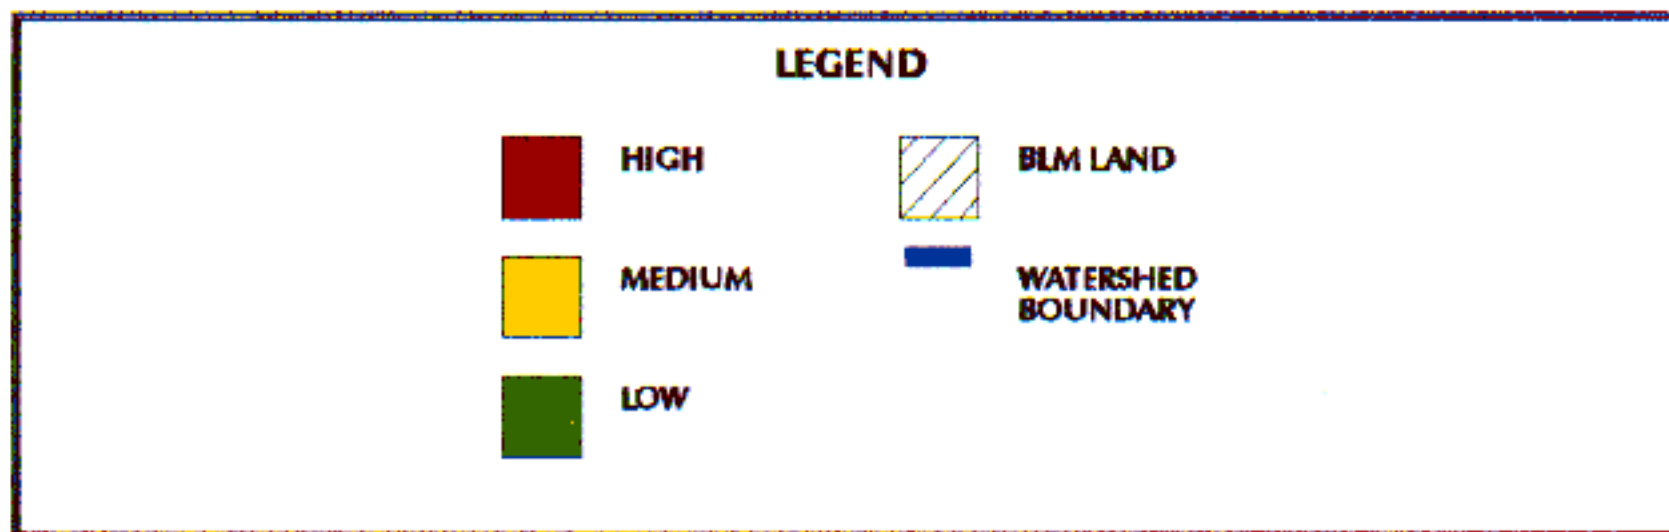 LEGEND
HIGH
MEDIUM
LOW
BLM LAND
WATERSHED
BOUNDARY